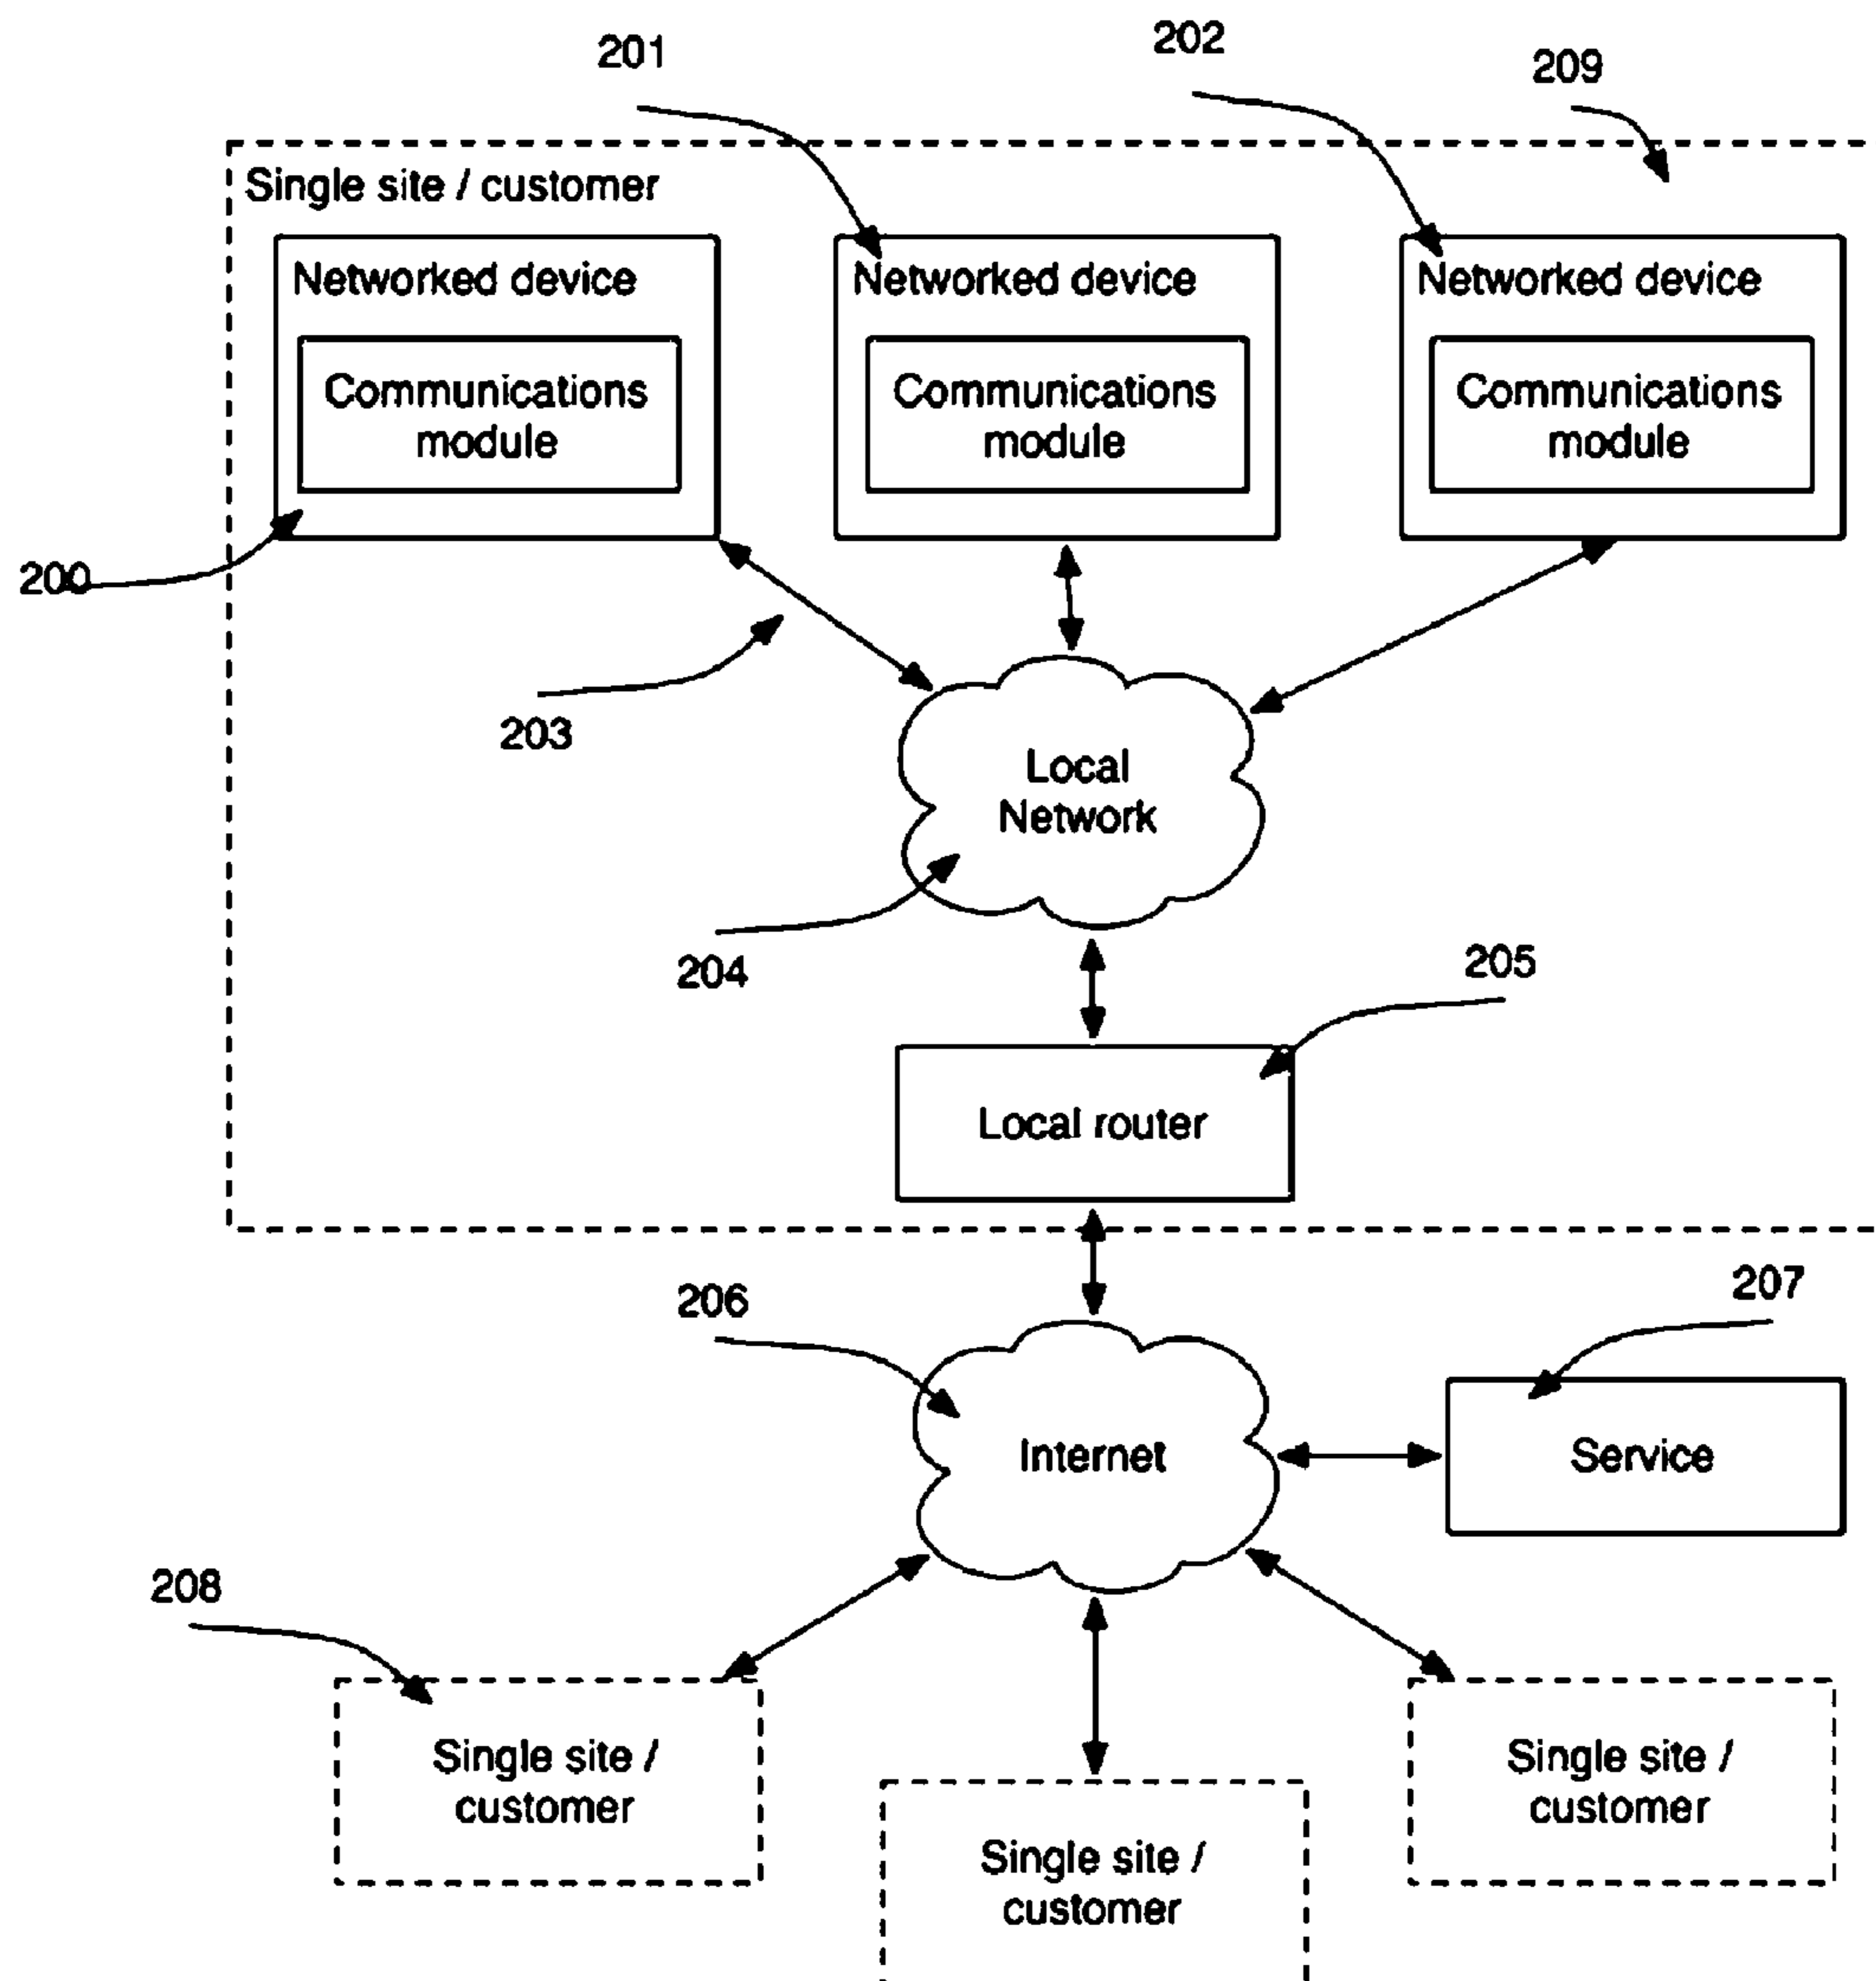 201
202
209
Single site / customer
Networked device
Networked device
Networked device
Communications
module
Communications
module
Communications
module
200
203
Local
Network
204
205
Local router
206
207
Internet
Service
208
Single site /
customer
Single site /
customer
Single site /
customer